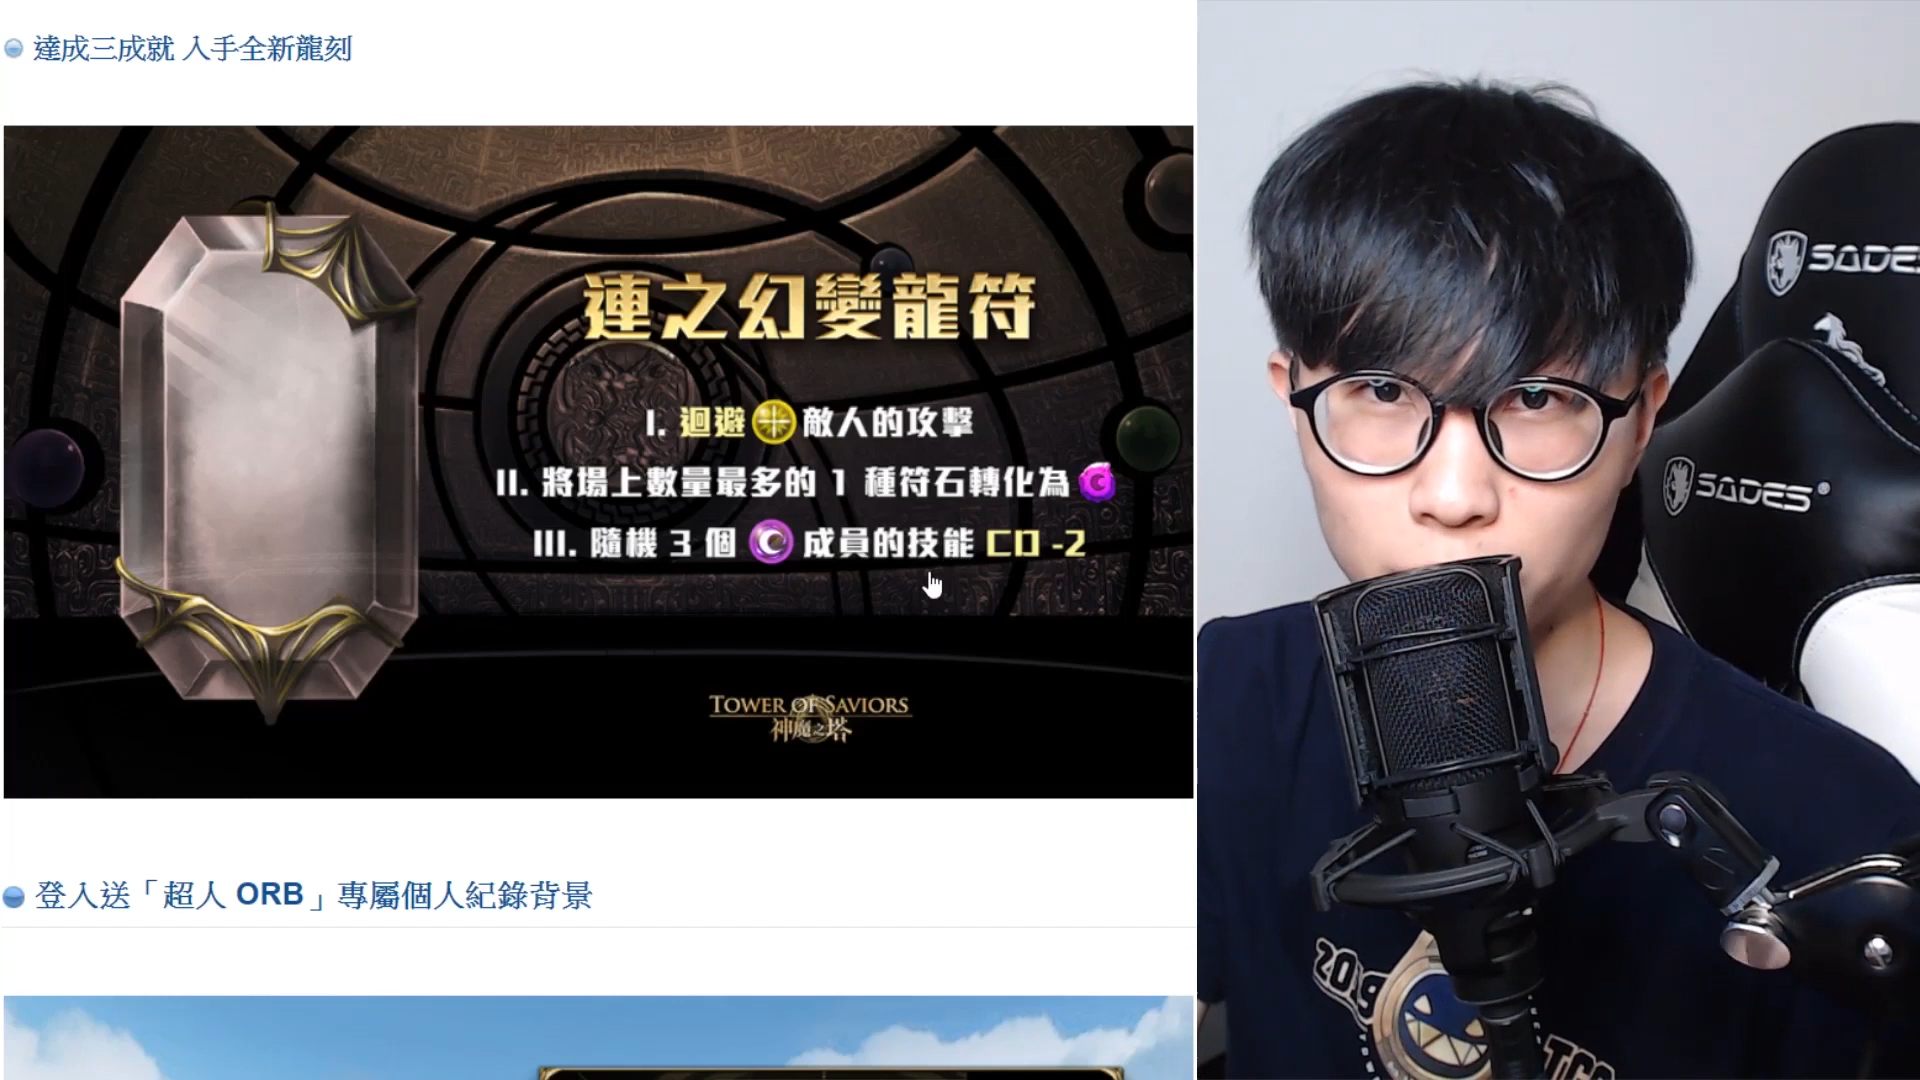 達成三成就 入手全新龍刻
連之幻變龍符
I. 迴避敵人的攻擊
II. 將場上數量最多的 1 種符石轉化為
III. 隨機 3 個成員的技能 CD -2
TOWER OF SAVIORS
神魔之塔
登入送「超人 ORB」專屬個人紀錄背景
SADES
SADES®
2019